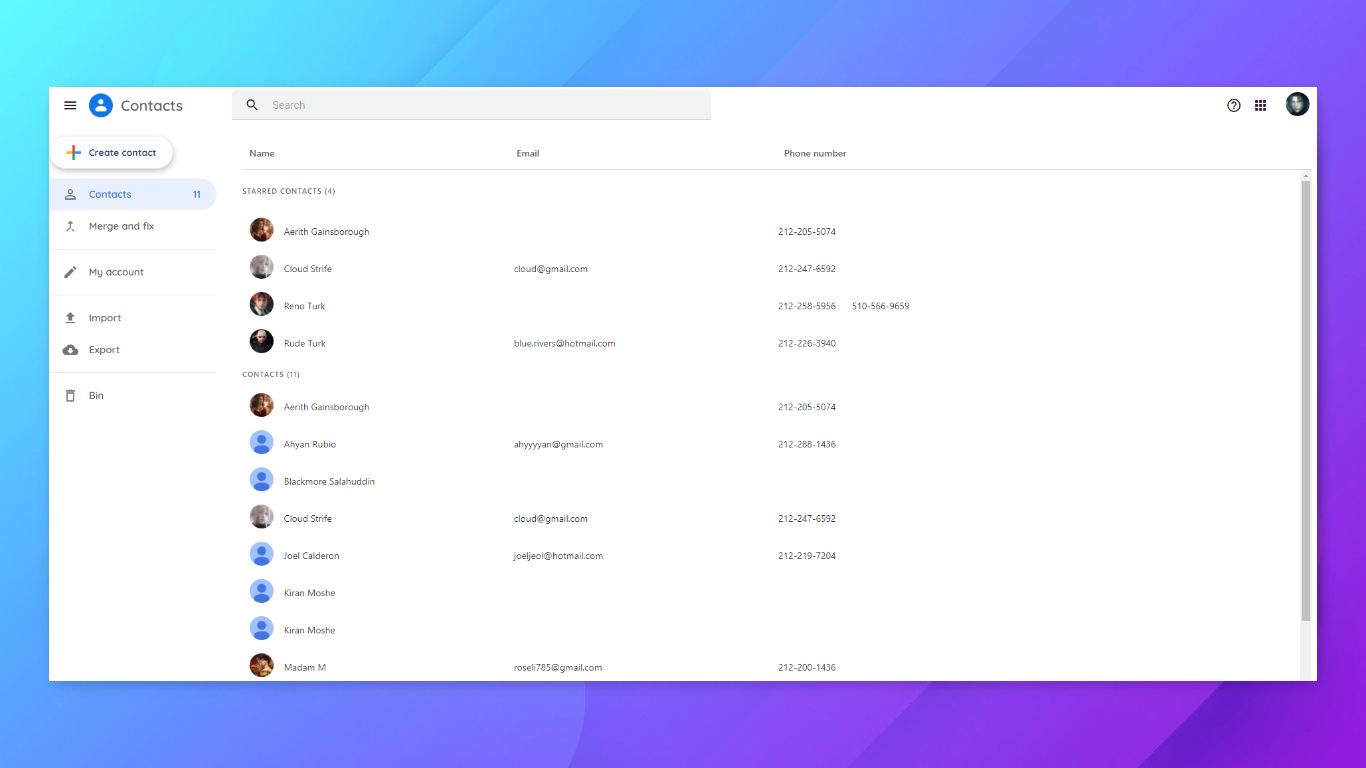 Contacts
Search
Create contact
Contacts 11
Merge and fix
My account
Import
Export
Bin
Name Email Phone number
STARRED CONTACTS (4)
Aerith Gainsborough 212-205-5074
Cloud Strife cloud@gmail.com 212-247-6592
Reno Turk 212-258-5956 510-566-9659
Rude Turk blue.rivers@hotmail.com 212-226-3940
CONTACTS (11)
Aerith Gainsborough 212-205-5074
Ahyan Rubio ahyyyyan@gmail.com 212-288-1436
Blackmore Salahuddin
Cloud Strife cloud@gmail.com 212-247-6592
Joel Calderon joeljeol@hotmail.com 212-219-7204
Kiran Moshe
Kiran Moshe
Madam M roseli785@gmail.com 212-200-1436